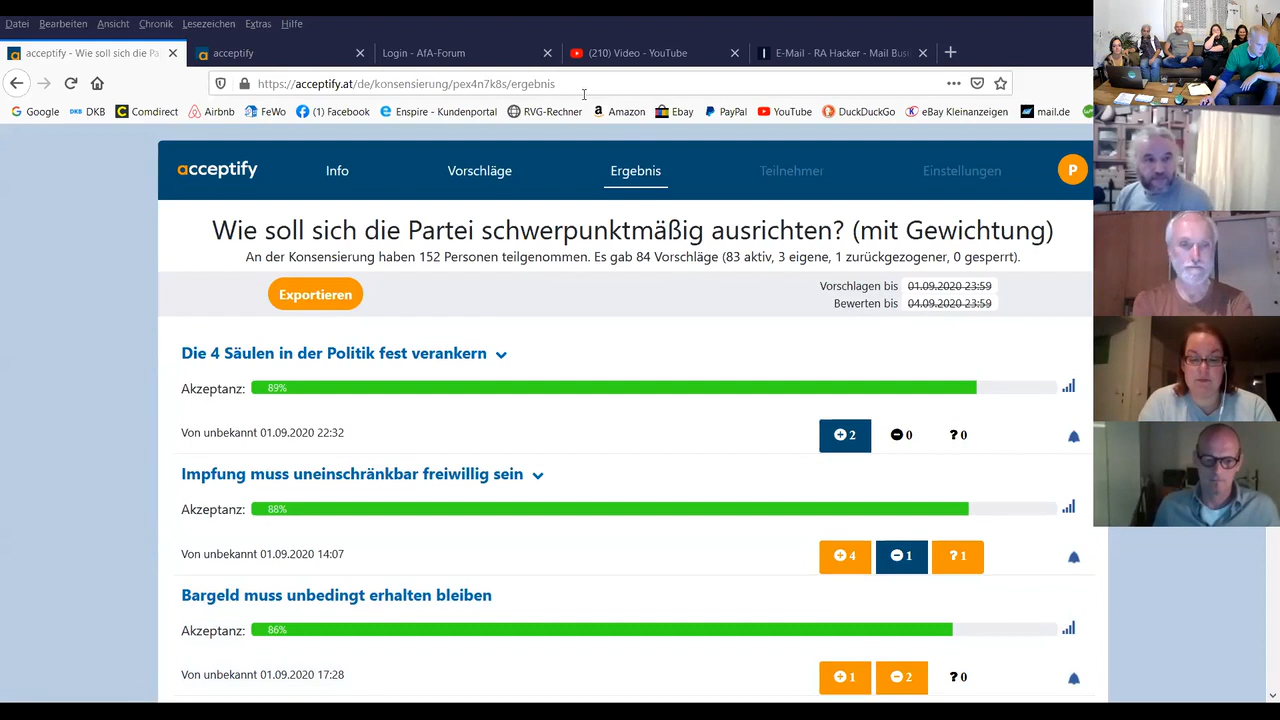 Datei Bearbeiten Ansicht Chronik Lesezeichen Extras Hilfe
acceptify - Wie soll sich die Pa
acceptify
Login - AfA-Forum
(210) Video - YouTube
E-Mail - RA Hacker - Mail Bus
https://acceptify.at/de/konsensierung/pex4n7k8s/ergebnis
Google DKB Comdirect Airbnb FeWo (1) Facebook Enspire - Kundenporta RVG-Rechner Amazon Ebay PayPal YouTube DuckDuckGo eBay Kleinanzeigen mail.de
acceptify Info Vorschläge Ergebnis Teilnehmer Einstellungen P
Wie soll sich die Partei schwerpunktmäßig ausrichten? (mit Gewichtung)
An der Konsensierung haben 152 Personen teilgenommen. Es gab 84 Vorschläge (83 aktiv, 3 eigene, 1 zurückgezogener, 0 gesperrt).
Exportieren
Vorschlagen bis 01.09.2020 23:59
Bewerten bis 04.09.2020 23:59
Die 4 Säulen in der Politik fest verankern
Akzeptanz: 89%
Von unbekannt 01.09.2020 22:32
2 0 ? 0
Impfung muss uneinschränkbar freiwillig sein
Akzeptanz: 88%
Von unbekannt 01.09.2020 14:07
4 1 ? 1
Bargeld muss unbedingt erhalten bleiben
Akzeptanz: 86%
Von unbekannt 01.09.2020 17:28
1 2 ? 0